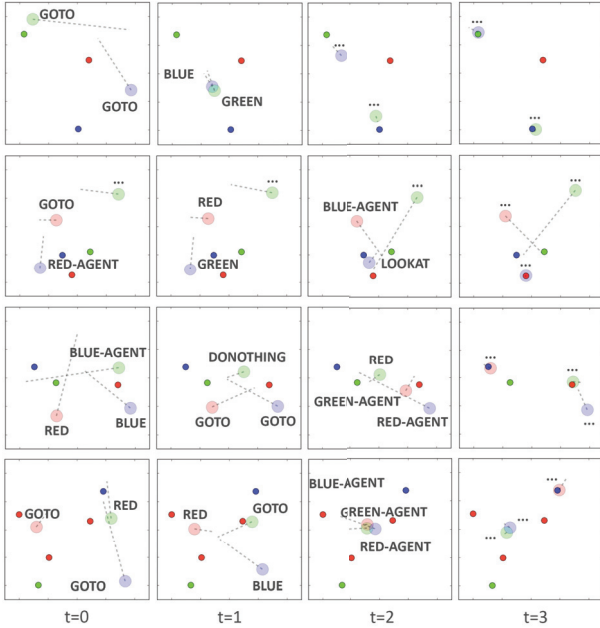 GOTO
GOTO
BLUE
GREEN
...
...
...
...
GOTO
...
RED-AGENT
RED
...
GREEN
BLUE-AGENT
...
LOOKAT
...
...
...
BLUE-AGENT
RED
BLUE
DONOTHING
GOTO
GOTO
RED
GREEN-AGENT
RED-AGENT
...
...
...
GOTO
RED
GOTO
RED
GOTO
BLUE
BLUE-AGENT
GREEN-AGENT
RED-AGENT
...
...
...
t=0
t=1
t=2
t=3